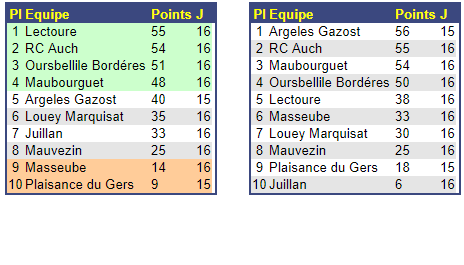 Pl Equipe Points J
1 Lectoure 55 16
2 RC Auch 54 16
3 Oursbellile Bordéres 51 16
4 Maubourguet 48 16
5 Argeles Gazost 40 15
6 Louey Marquisat 35 16
7 Juillan 33 16
8 Mauvezin 25 16
9 Masseube 14 16
10 Plaisance du Gers 9 15
Pl Equipe Points J
1 Argeles Gazost 56 15
2 RC Auch 55 16
3 Maubourguet 54 16
4 Oursbellile Bordéres 50 16
5 Lectoure 38 16
6 Masseube 33 16
7 Louey Marquisat 30 16
8 Mauvezin 25 16
9 Plaisance du Gers 18 15
10 Juillan 6 16